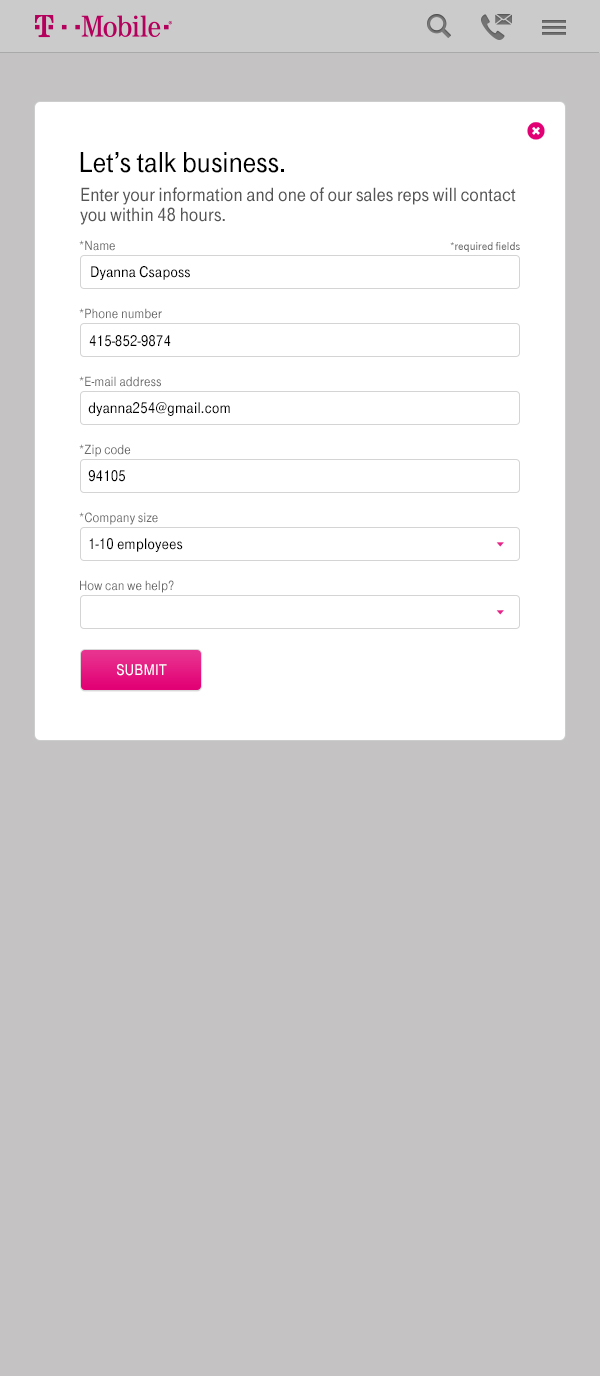 T··Mobile·®
Let's talk business.
Enter your information and one of our sales reps will contact
you within 48 hours.
*Name *required fields
Dyanna Csaposs
*Phone number
415-852-9874
*E-mail address
dyanna254@gmail.com
*Zip code
94105
*Company size
1-10 employees
How can we help?
SUBMIT